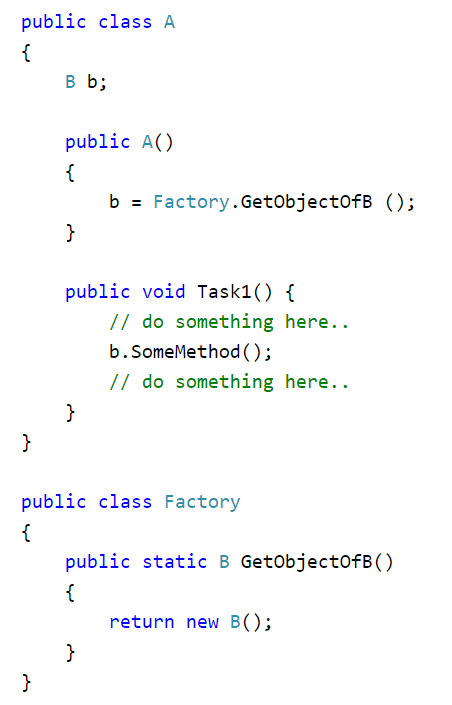 public class A
{
    B b;

    public A()
    {
        b = Factory.GetObjectOfB ();
    }

    public void Task1() {
        // do something here..
        b.SomeMethod();
        // do something here..
    }
}

public class Factory
{
    public static B GetObjectOfB()
    {
        return new B();
    }
}